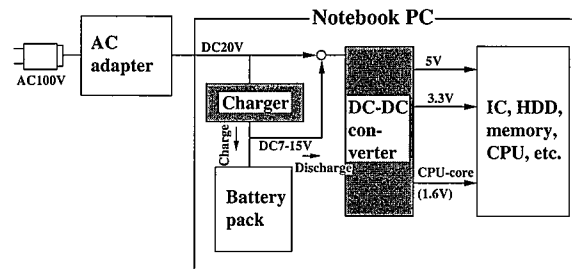 Notebook PC
AC
adapter
DC20V
AC100V
5V
Charger
3.3V
DC-DC
con-
verter
IC, HDD,
memory,
CPU, etc.
Charge
DC7-15V
Discharge
CPU-core
(1.6V)
Battery
pack